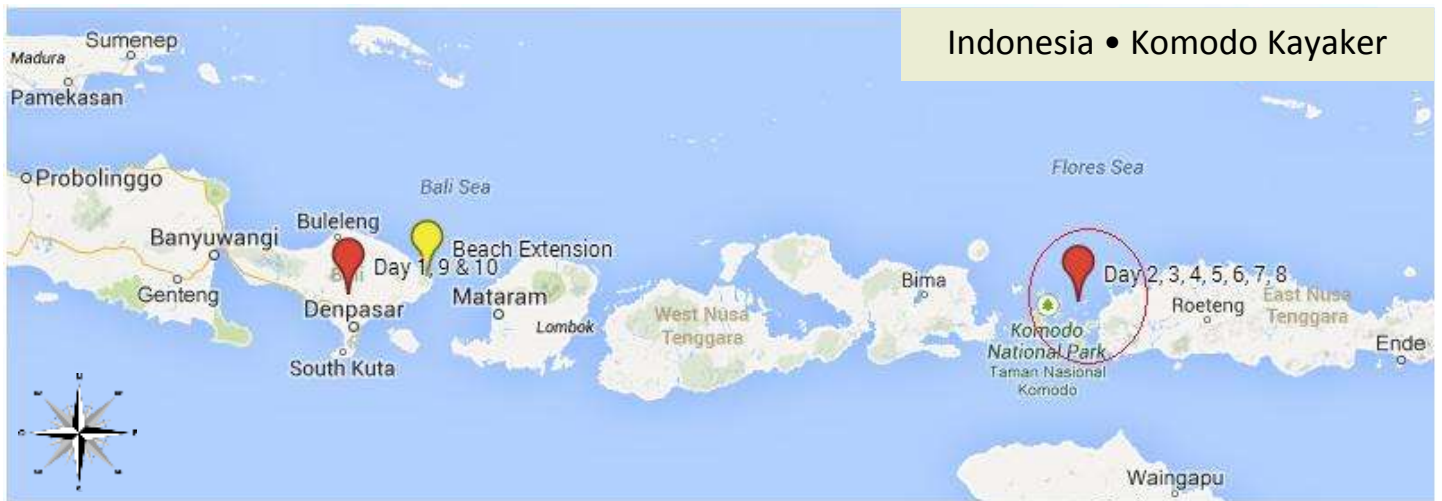 Indonesia • Komodo Kayaker
Sumenep
Madura
Pamekasan
Probolinggo
Flores Sea
Bali Sea
Buleleng
Banyuwangi
Beach Extension
Day 1, 9 & 10
Day 2, 3, 4, 5, 6, 7, 8
Bima
Genteng
Mataram
Denpasar
Lombok
West Nusa
Tenggara
East Nusa
Tenggara
Roeteng
Komodo
National Park
Taman Nasional
Komodo
South Kuta
Ende
Waingapu